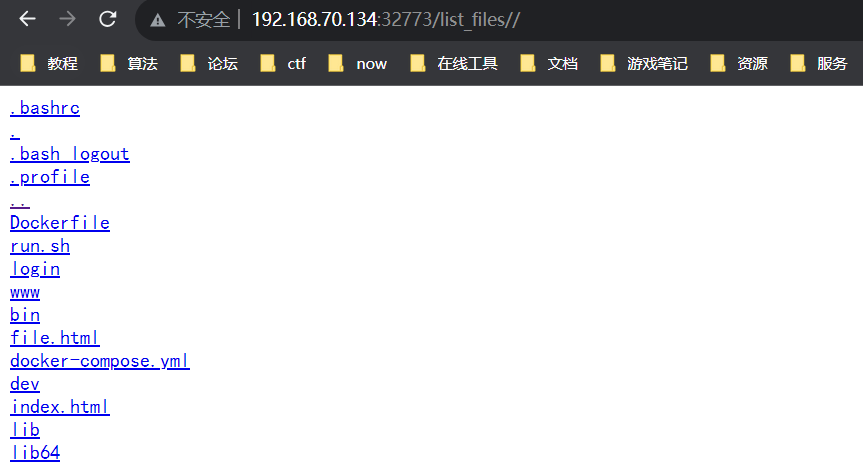 不安全 | 192.168.70.134:32773/list_files//
教程 算法 论坛 ctf now 在线工具 文档 游戏笔记 资源 服务
.bashrc
.
.bash_logout
.profile
..
Dockerfile
run.sh
login
www
bin
file.html
docker-compose.yml
dev
index.html
lib
lib64